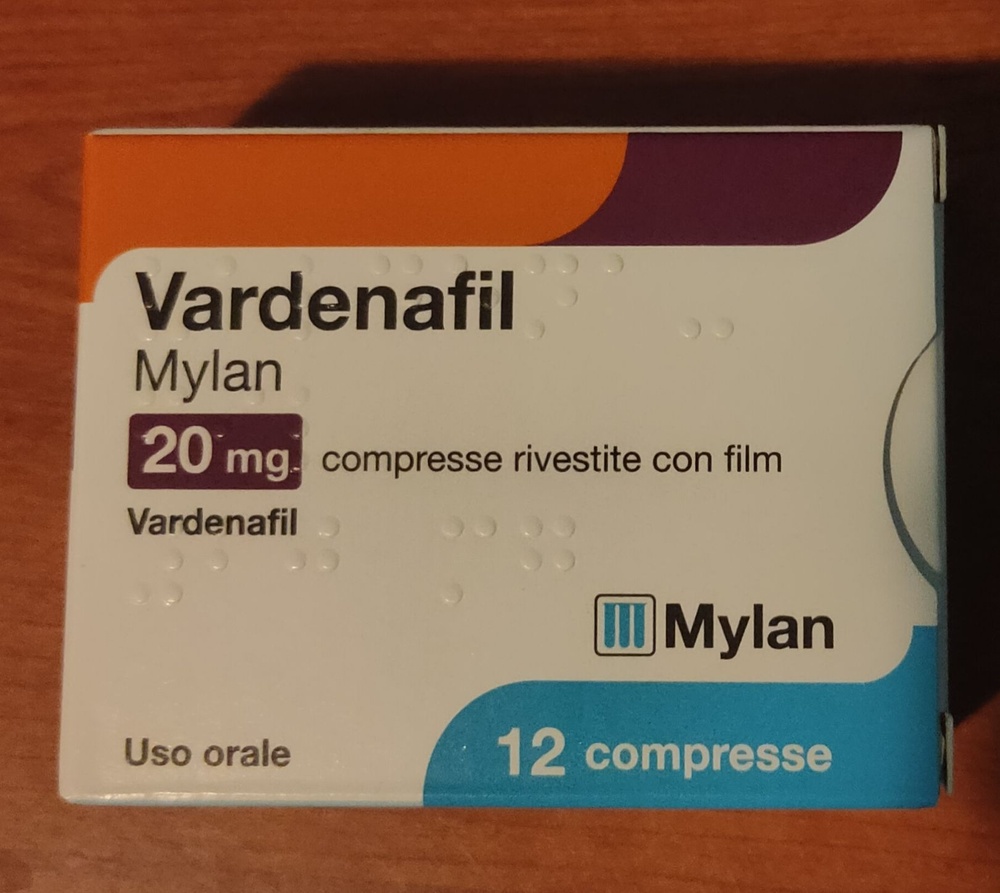 Vardenafil
Mylan
20 mg compresse rivestite con film
Vardenafil
Mylan
Uso orale
12 compresse